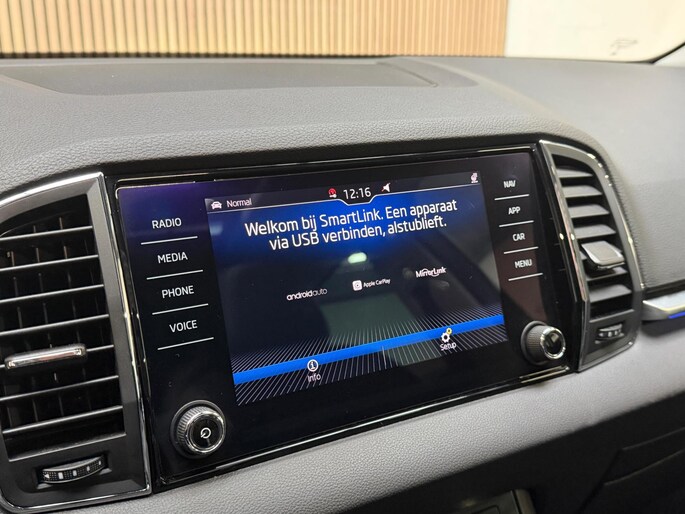 RADIO
MEDIA
PHONE
VOICE
Normal
12:16
Welkom bij SmartLink. Een apparaat
via USB verbinden, alstublieft.
androidauto
Apple CarPlay
MirrorLink
Info
Setup
NAV
APP
CAR
MENU